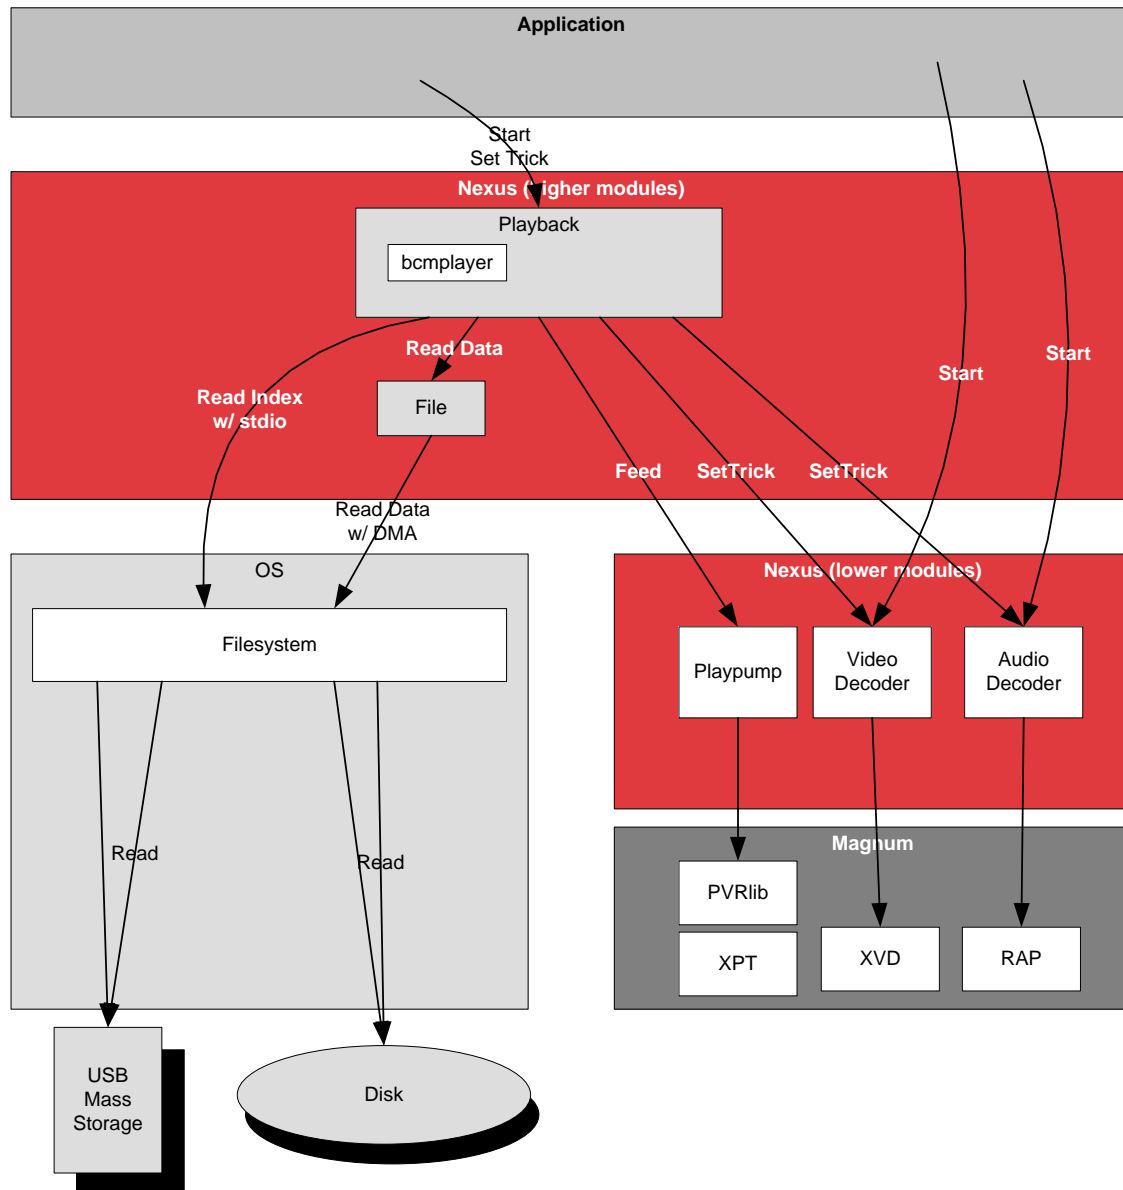 Application
Start
Set Trick
Nexus (higher modules)
Playback
bcmplayer
Read Data
Start
Start
Read Index
w/ stdio
File
Feed
SetTrick
SetTrick
Read Data
w/ DMA
OS
Nexus (lower modules)
Filesystem
Playpump
Video
Decoder
Audio
Decoder
Read
Read
Magnum
PVRlib
XPT
XVD
RAP
USB
Mass
Storage
Disk